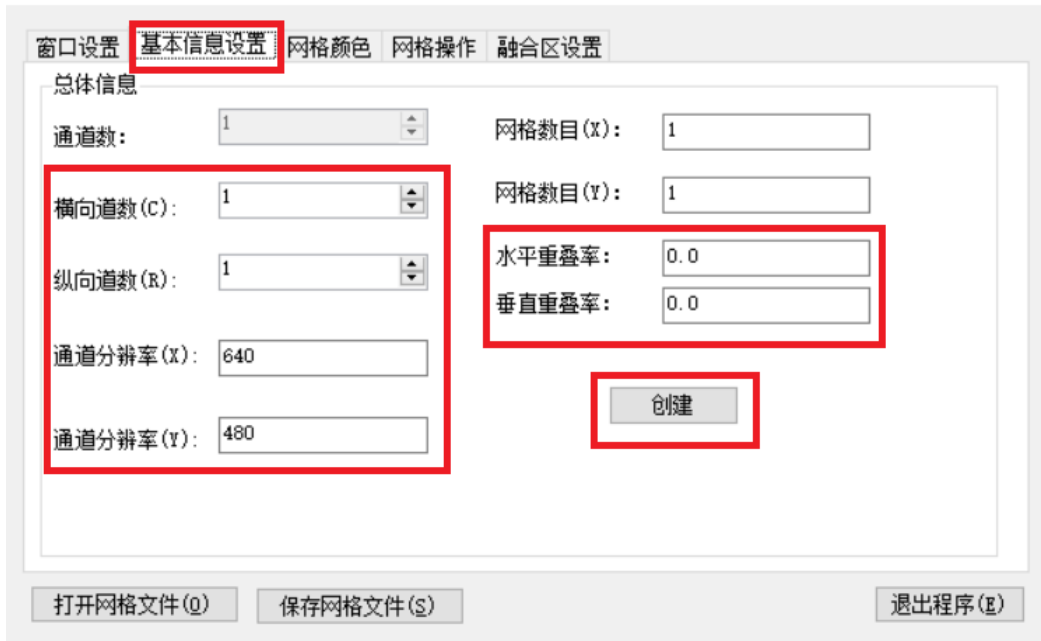 窗口设置 基本信息设置 网格颜色 网格操作 融合区设置
总体信息
通道数: 1
网格数目(X): 1
横向道数(C): 1
网格数目(Y): 1
纵向道数(R): 1
水平重叠率: 0.0
垂直重叠率: 0.0
通道分辨率(X): 640
创建
通道分辨率(Y): 480
打开网格文件(O) 保存网格文件(S) 退出程序(E)